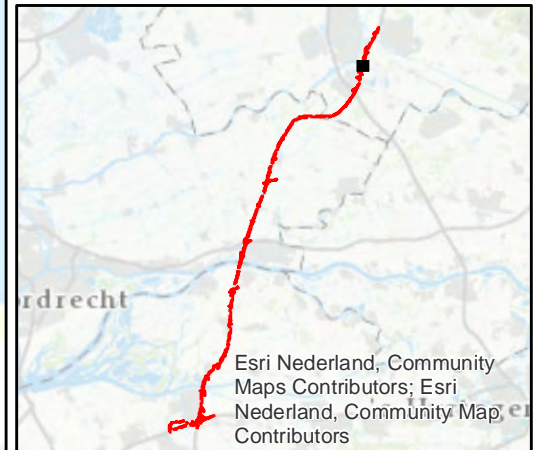 ordrecht
Esri Nederland, Community
Maps Contributors; Esri
Nederland, Community Map
Contributors